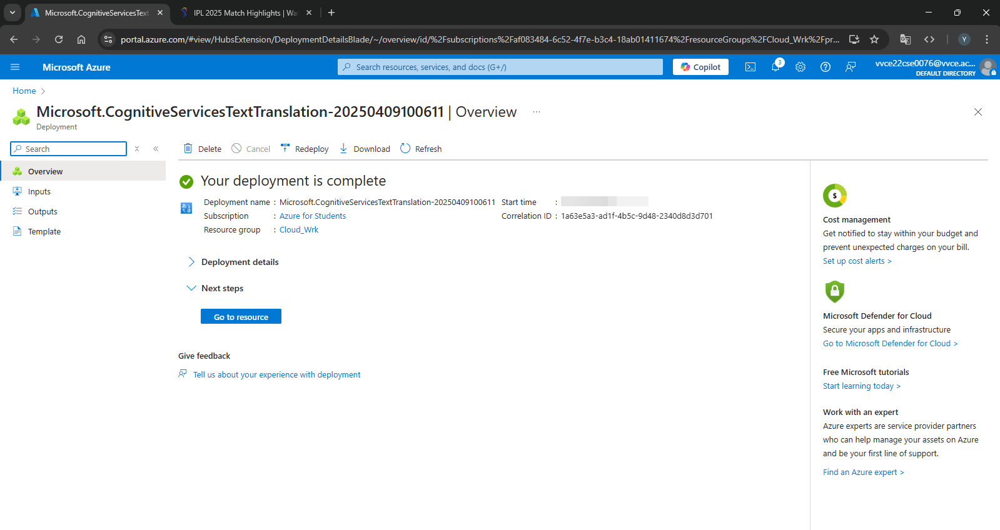 Microsoft.CognitiveServicesText
IPL 2025 Match Highlights | Wa
portal.azure.com/#view/HubsExtension/DeploymentDetailsBlade/~/overview/id/%2Fsubscriptions%2Faf083484-6c52-4f7e-b3c4-18ab01411674%2FresourceGroups%2FCloud_Wrk%2Fpr...
Y
Microsoft Azure
Search resources, services, and docs (G+/)
Copilot
3
vvce22cse0076@vvce.ac...
DEFAULT DIRECTORY
Home
Microsoft.CognitiveServicesTextTranslation-20250409100611 | Overview
...
Deployment
Search
Delete
Cancel
Redeploy
Download
Refresh
Overview
Inputs
Outputs
Template
Your deployment is complete
Deployment name : Microsoft.CognitiveServicesTextTranslation-20250409100611
Subscription : Azure for Students
Resource group : Cloud_Wrk
Start time :
Correlation ID : 1a63e5a3-ad1f-4b5c-9d48-2340d8d3d701
Deployment details
Next steps
Go to resource
Give feedback
Tell us about your experience with deployment
$
Cost management
Get notified to stay within your budget and
prevent unexpected charges on your bill.
Set up cost alerts >
Microsoft Defender for Cloud
Secure your apps and infrastructure
Go to Microsoft Defender for Cloud >
Free Microsoft tutorials
Start learning today >
Work with an expert
Azure experts are service provider partners
who can help manage your assets on Azure
and be your first line of support.
Find an Azure expert >